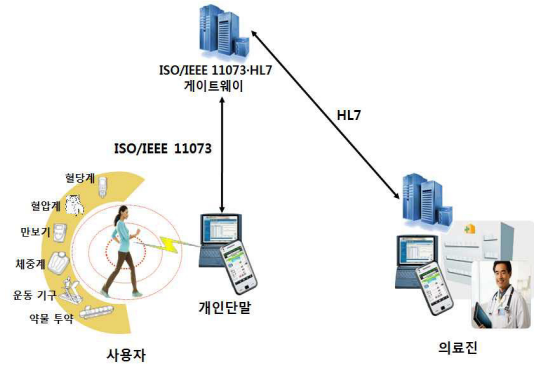 ISO/IEEE 11073·HL7
게이트웨이
HL7
ISO/IEEE 11073
혈당계
혈압계
만보기
체중계
운동 기구
약물 투약
개인단말
사용자
의료진